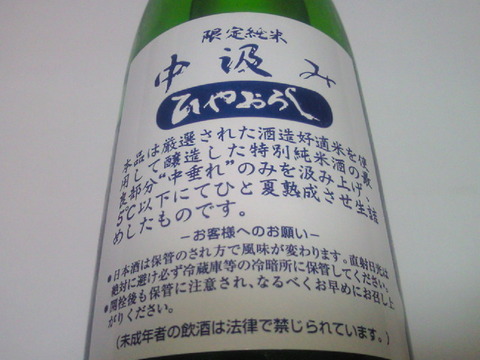 限定純米
中汲み
ひやおろし
本品は厳選された酒造好適米を使
用して醸造した特別純米酒の最
良部分“中垂れ”のみを汲み上げ、
5℃以下にてひと夏熟成させ生詰
めしたものです。
−お客様へのお願い−
●日本酒は保管のされ方で風味が変わります。直射日光は
絶対に避け必ず冷蔵庫等の冷暗所に保管してください。
●開栓後も保管に注意され、なるべくお早めにお召し上
がりください。
(未成年者の飲酒は法律で禁じられています。)